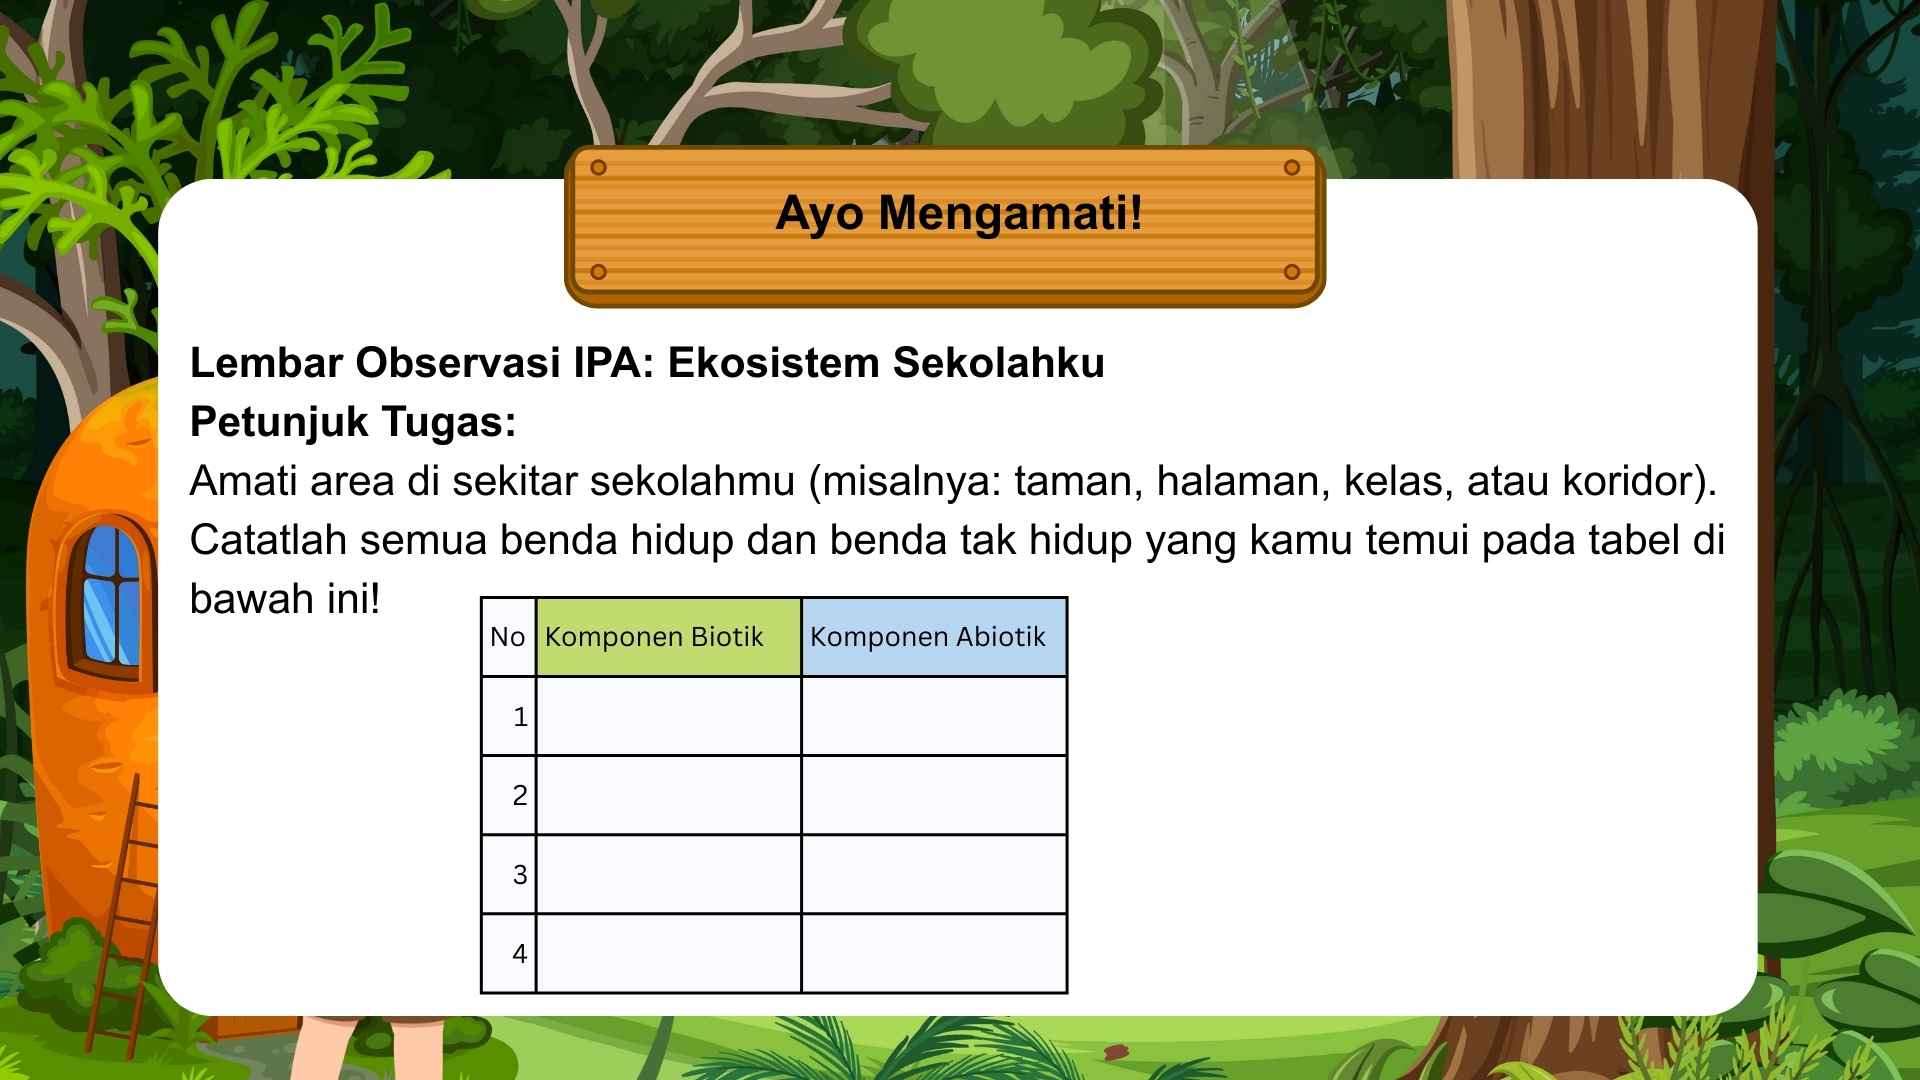 Ayo Mengamati!
Lembar Observasi IPA: Ekosistem Sekolahku
Petunjuk Tugas:
Amati area di sekitar sekolahmu (misalnya: taman, halaman, kelas, atau koridor).
Catatlah semua benda hidup dan benda tak hidup yang kamu temui pada tabel di
bawah ini!
No Komponen Biotik Komponen Abiotik
1
2
3
4